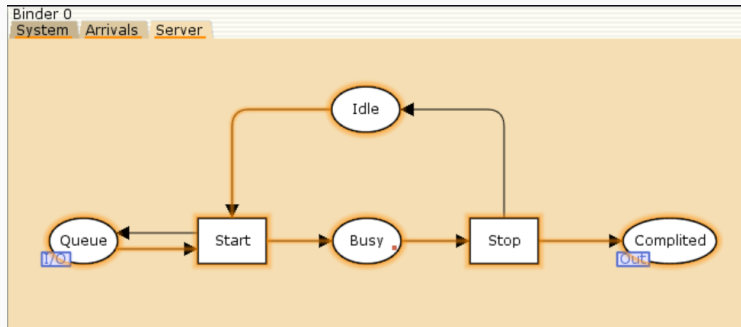 Binder 0
System Arrivals Server
Idle
Queue Start Busy Stop Complited
I/O Out